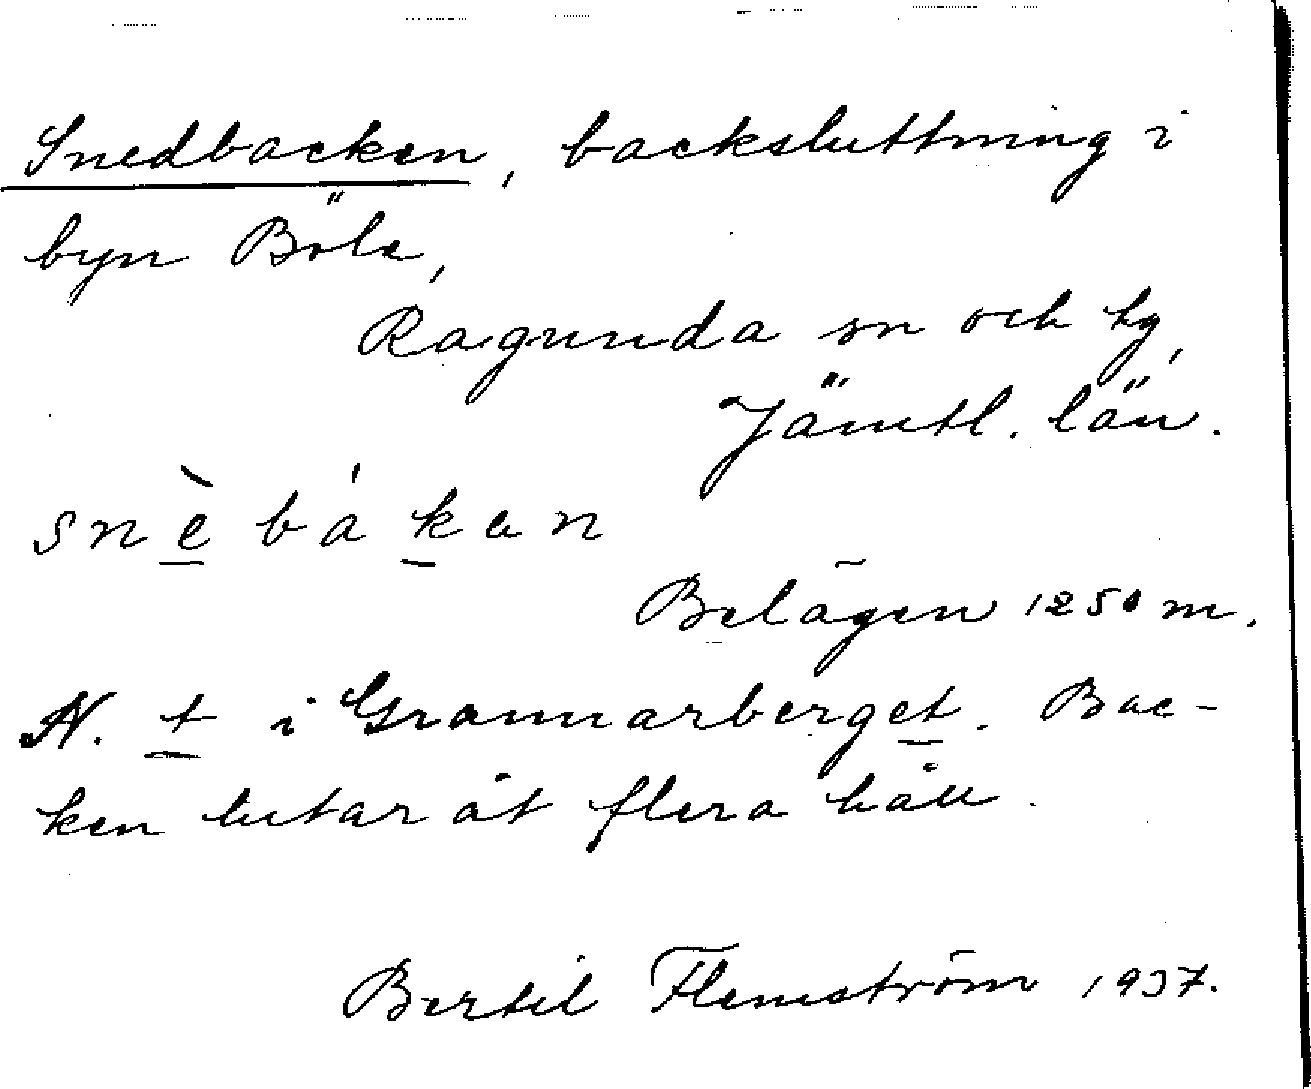 Snedbacken, backsluttning i
byn Böle,
Ragunda sn och tg,
Jämtl. län.
snèbákan
Belägen 1250 m.
N. t i Grannarberget. Bac-
ken lutar åt flera håll.
Bertil Flemström 1937.